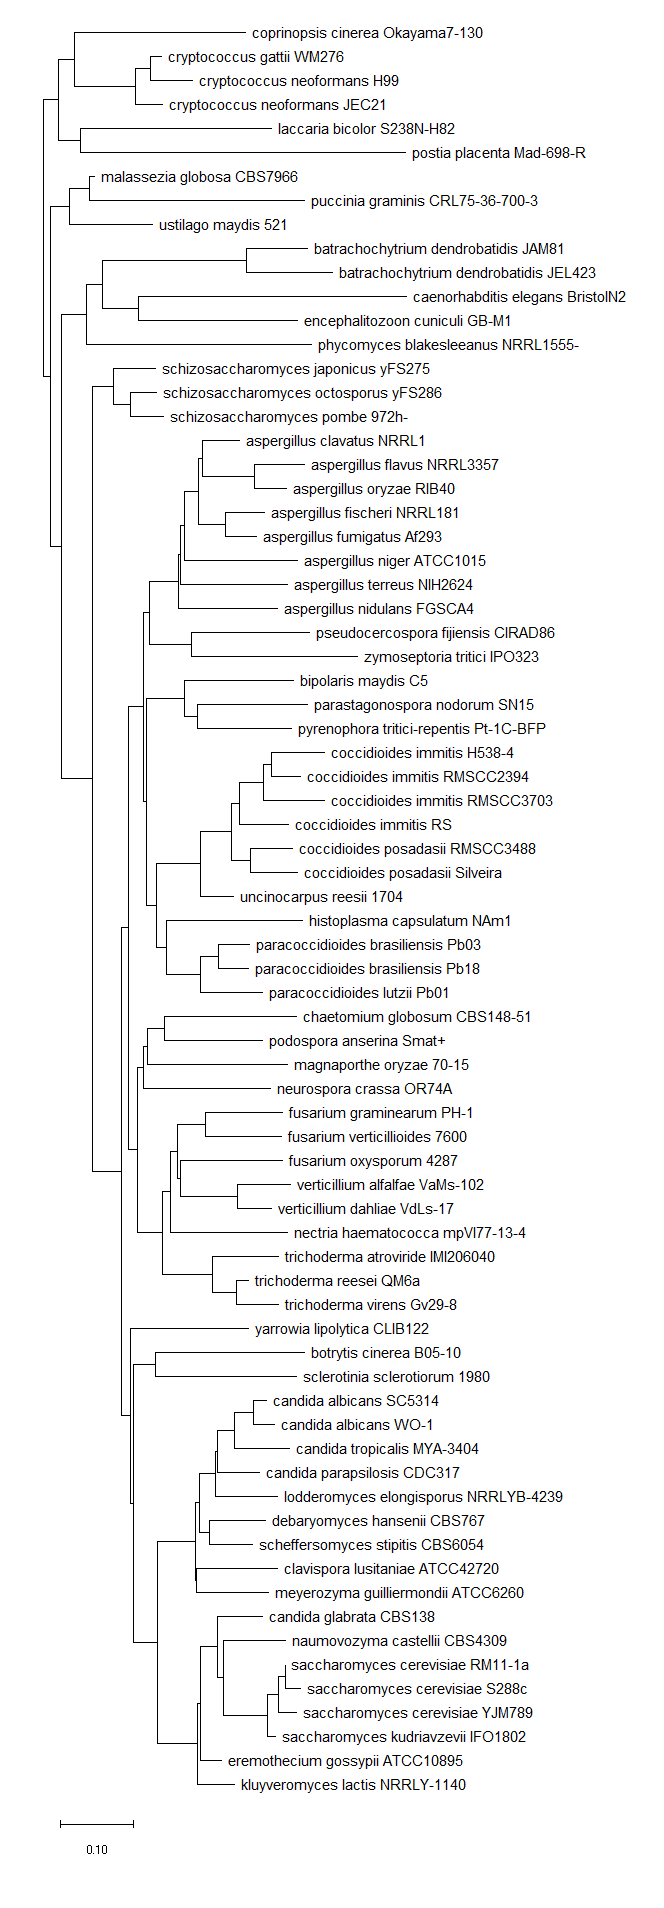 coprinopsis cinerea Okayama7-130
cryptococcus gattii WM276
cryptococcus neoformans H99
cryptococcus neoformans JEC21
laccaria bicolor S238N-H82
postia placenta Mad-698-R
malassezia globosa CBS7966
puccinia graminis CRL75-36-700-3
ustilago maydis 521
batrachochytrium dendrobatidis JAM81
batrachochytrium dendrobatidis JEL423
caenorhabditis elegans BristolN2
encephalitozoon cuniculi GB-M1
phycomyces blakesleeanus NRRL1555-
schizosaccharomyces japonicus yFS275
schizosaccharomyces octosporus yFS286
schizosaccharomyces pombe 972h-
aspergillus clavatus NRRL1
aspergillus flavus NRRL3357
aspergillus oryzae RIB40
aspergillus fischeri NRRL181
aspergillus fumigatus Af293
aspergillus niger ATCC1015
aspergillus terreus NIH2624
aspergillus nidulans FGSCA4
pseudocercospora fijiensis CIRAD86
zymoseptoria tritici IPO323
bipolaris maydis C5
parastagonospora nodorum SN15
pyrenophora tritici-repentis Pt-1C-BFP
coccidioides immitis H538-4
coccidioides immitis RMSCC2394
coccidioides immitis RMSCC3703
coccidioides immitis RS
coccidioides posadasii RMSCC3488
coccidioides posadasii Silveira
uncinocarpus reesii 1704
histoplasma capsulatum NAm1
paracoccidioides brasiliensis Pb03
paracoccidioides brasiliensis Pb18
paracoccidioides lutzii Pb01
chaetomium globosum CBS148-51
podospora anserina Smat+
magnaporthe oryzae 70-15
neurospora crassa OR74A
fusarium graminearum PH-1
fusarium verticillioides 7600
fusarium oxysporum 4287
verticillium alfalfae VaMs-102
verticillium dahliae VdLs-17
nectria haematococca mpVI77-13-4
trichoderma atroviride IMI206040
trichoderma reesei QM6a
trichoderma virens Gv29-8
yarrowia lipolytica CLIB122
botrytis cinerea B05-10
sclerotinia sclerotiorum 1980
candida albicans SC5314
candida albicans WO-1
candida tropicalis MYA-3404
candida parapsilosis CDC317
lodderomyces elongisporus NRRLYB-4239
debaryomyces hansenii CBS767
scheffersomyces stipitis CBS6054
clavispora lusitaniae ATCC42720
meyerozyma guilliermondii ATCC6260
candida glabrata CBS138
naumovozyma castellii CBS4309
saccharomyces cerevisiae RM11-1a
saccharomyces cerevisiae S288c
saccharomyces cerevisiae YJM789
saccharomyces kudriavzevii IFO1802
eremothecium gossypii ATCC10895
kluyveromyces lactis NRRLY-1140
0.10